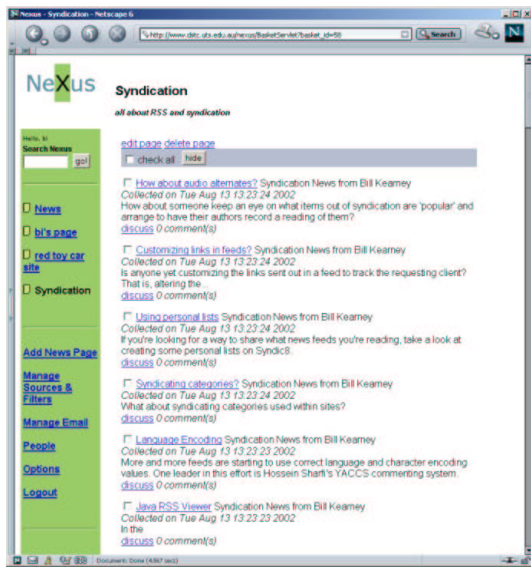 Nexus - Syndication - Netscape 6
http://www.dstc.uts.edu.au/nexus/BasketServlet?basket_id=56
Search
N
NeXus
Syndication
all about RSS and syndication
Hello, bi
Search Nexus
go!
News
bi's page
red toy car
site
Syndication
Add News Page
Manage
Sources &
Filters
Manage Email
People
Options
Logout
edit page delete page
check all hide
How about audio alternates? Syndication News from Bill Kearney
Collected on Tue Aug 13 13:23:24 2002
How about someone keep an eye on what items out of syndication are 'popular' and
arrange to have their authors record a reading of them?
discuss 0 comment(s)
Customizing links in feeds? Syndication News from Bill Kearney
Collected on Tue Aug 13 13:23:24 2002
Is anyone yet customizing the links sent out in a feed to track the requesting client?
That is, altering the...
discuss 0 comment(s)
Using personal lists Syndication News from Bill Kearney
Collected on Tue Aug 13 13:23:24 2002
If you're looking for a way to share what news feeds you're reading, take a look at
creating some personal lists on Syndic8.
discuss 0 comment(s)
Syndicating categories? Syndication News from Bill Kearney
Collected on Tue Aug 13 13:23:24 2002
What about syndicating categories used within sites?
discuss 0 comment(s)
Language Encoding Syndication News from Bill Kearney
Collected on Tue Aug 13 13:23:23 2002
More and more feeds are starting to use correct language and character encoding
values. One leader in this effort is Hossein Sharifi's YACCS commenting system.
discuss 0 comment(s)
Java RSS Viewer Syndication News from Bill Kearney
Collected on Tue Aug 13 13:23:23 2002
In the
discuss 0 comment(s)
Document: Done (4.867 secs)